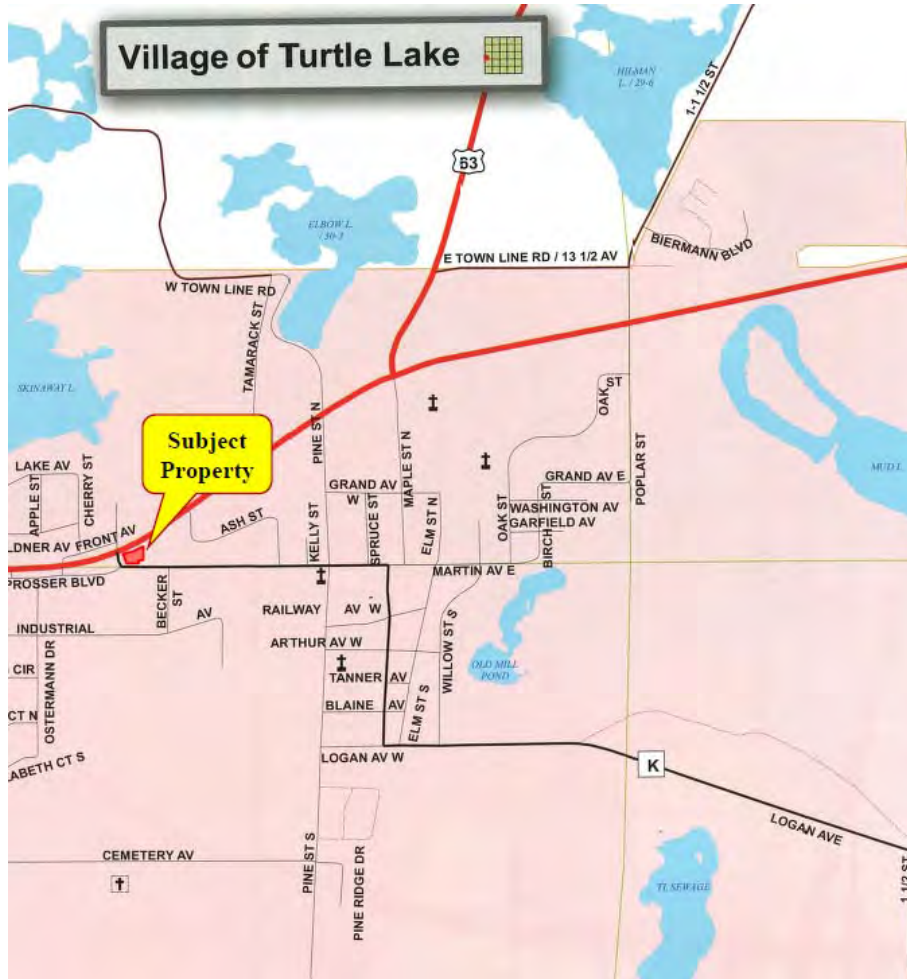 Village of Turtle Lake
HILMAN
L. / 29-6
1-1 1/2 ST
63
ELBOW L.
/ 30-3
BIERMANN BLVD
E TOWN LINE RD / 13 1/2 AV
W TOWN LINE RD
TAMARACK ST
SKINAWAY L.
OAK ST
PINE ST N
MAPLE ST N
POPLAR ST
Subject
Property
LAKE AV
APPLE ST
CHERRY ST
MUD L.
GRAND AV
W
GRAND AV E
SPRUCE ST
ELM ST N
OAK ST
WASHINGTON AV
GARFIELD AV
BIRCH ST
ASH ST
KELLY ST
LDNER AV
FRONT AV
PROSSER BLVD
MARTIN AV E
BECKER
ST
RAILWAY AV W
INDUSTRIAL AV
ARTHUR AV W
WILLOW ST S
OSTERMANN DR
CIR
OLD MILL
POND
TANNER AV
BLAINE AV
ELM ST S
CT N
LOGAN AV W
LABETH CT S
K
LOGAN AVE
CEMETERY AV
PINE ST S
PINE RIDGE DR
TL SEWAGE
1 1/2 ST